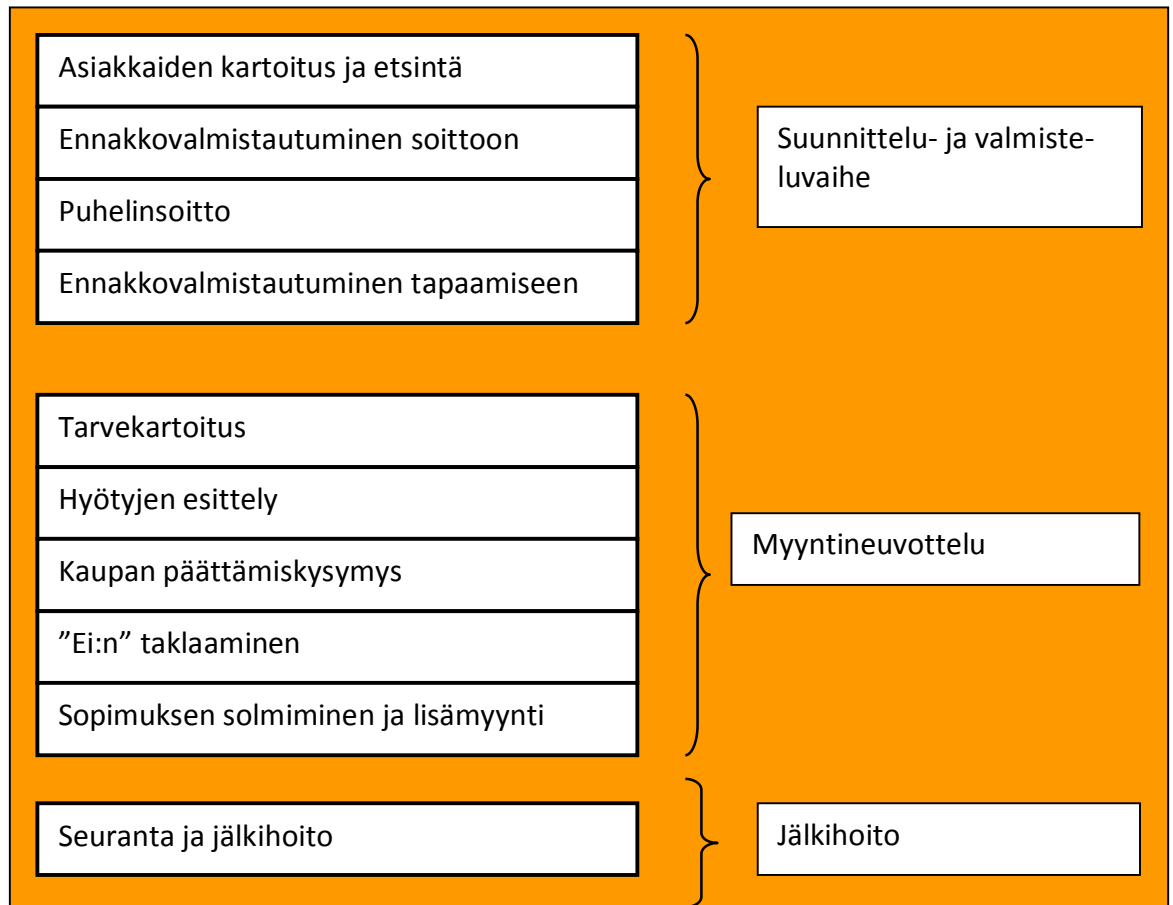 Asiakkaiden kartoitus ja etsintä
Ennakkovalmistautuminen soittoon
Puhelinsoitto
Ennakkovalmistautuminen tapaamiseen
Suunnittelu- ja valmiste-
luvaihe
Tarvekartoitus
Hyötyjen esittely
Kaupan päättämiskysymys
”Ei:n” taklaaminen
Sopimuksen solmiminen ja lisämyynti
Myyntineuvottelu
Seuranta ja jälkihoito
Jälkihoito